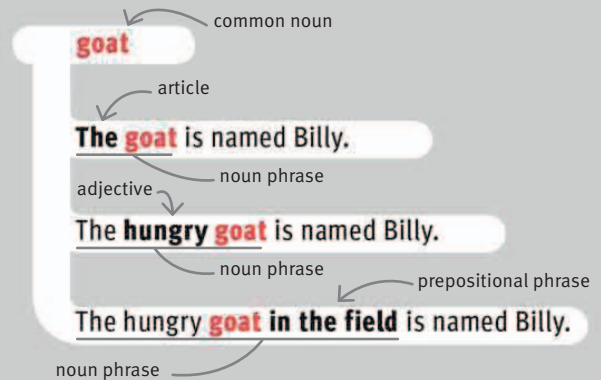 common noun
goat
article
The goat is named Billy.
noun phrase
adjective
The hungry goat is named Billy.
noun phrase
prepositional phrase
The hungry goat in the field is named Billy.
noun phrase